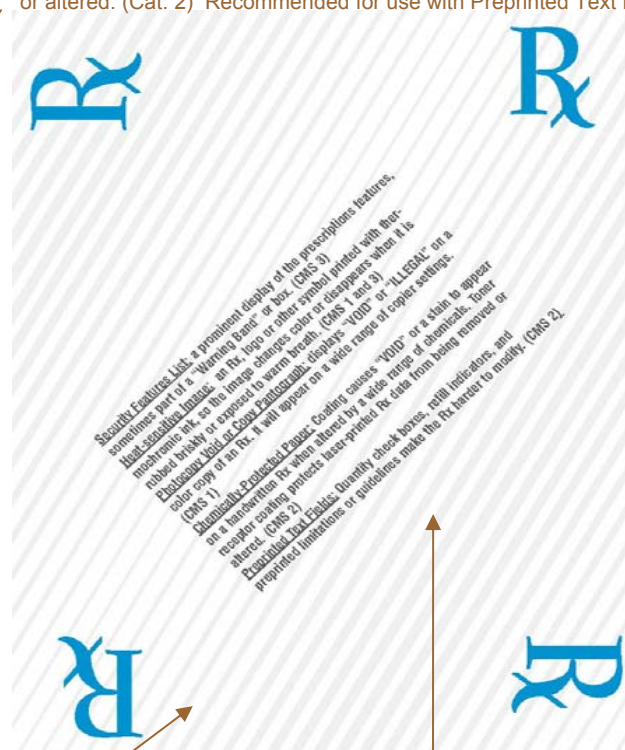 or altered. (Cat. 2) Recommended for use with Preprinted Text
Rx
Rx
Security Features List: a prominent display of the prescriptions features,
sometimes part of a "Warning Band" or box. (CMS 3)
Heat-sensitive Image: an Rx, logo or other symbol printed with ther-
mochromic ink, so the image changes color or disappears when it is
rubbed briskly or exposed to warm breath. (CMS 1 and 3)
Photocopy Void or Copy Pantograph: displays "VOID" or "ILLEGAL" on a
color copy of an Rx. It will appear on a wide range of copier settings.
(CMS 1)
Chemically-Protected Paper: Coating causes "VOID" or a stain to appear
on a handwritten Rx when altered by a wide range of chemicals. Toner
receptor coating protects laser-printed Rx data from being removed or
altered. (CMS 2)
Preprinted Text Fields: Quantity check boxes, refill indicators, and
preprinted limitations or guidelines make the Rx harder to modify. (CMS 2).
Rx
Rx